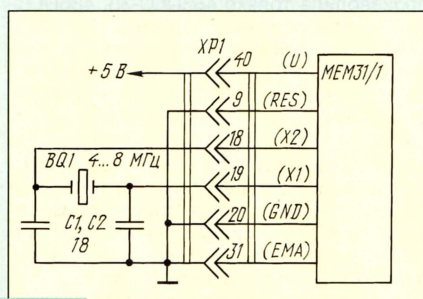 XP1
+5 В
40 (U)
МЕМ31/1
9 (RES)
18 (X2)
BQ1 4...8 МГц
19 (X1)
C1, C2
18
20 (GND)
31 (EMA)